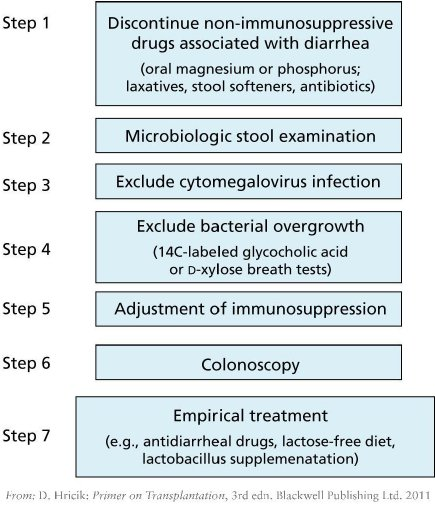 Step 1
Discontinue non-immunosuppressive
drugs associated with diarrhea
(oral magnesium or phosphorus;
laxatives, stool softeners, antibiotics)
Step 2
Microbiologic stool examination
Step 3
Exclude cytomegalovirus infection
Step 4
Exclude bacterial overgrowth
(14C-labeled glycocholic acid
or D-xylose breath tests)
Step 5
Adjustment of immunosuppression
Step 6
Colonoscopy
Step 7
Empirical treatment
(e.g., antidiarrheal drugs, lactose-free diet,
lactobacillus supplemenatation)
From: D. Hricik: Primer on Transplantation, 3rd edn. Blackwell Publishing Ltd. 2011